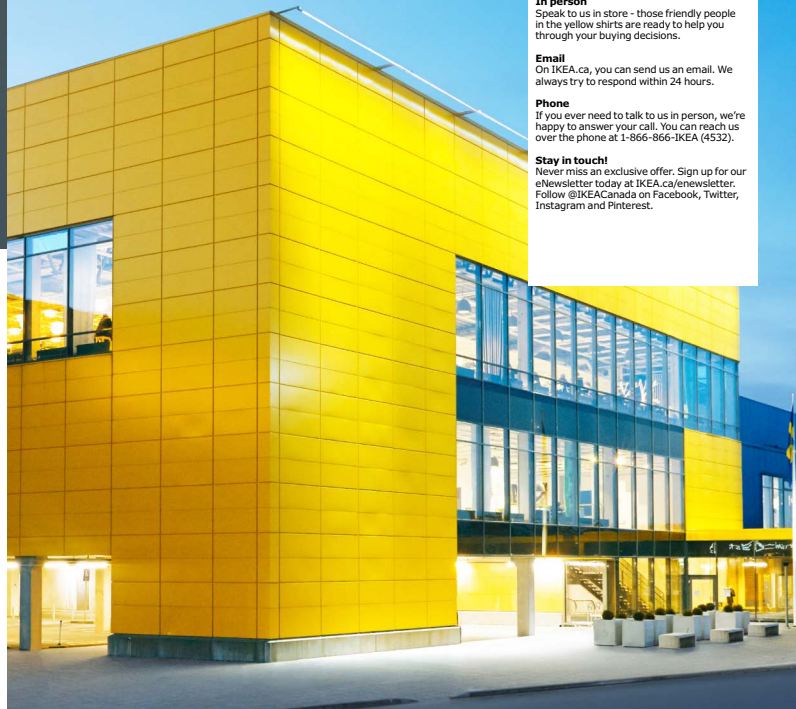 In person
Speak to us in store - those friendly people
in the yellow shirts are ready to help you
through your buying decisions.
Email
On IKEA.ca, you can send us an email. We
always try to respond within 24 hours.
Phone
If you ever need to talk to us in person, we’re
happy to answer your call. You can reach us
over the phone at 1-866-866-IKEA (4532).
Stay in touch!
Never miss an exclusive offer. Sign up for our
eNewsletter today at IKEA.ca/enewsletter.
Follow @IKEACanada on Facebook, Twitter,
Instagram and Pinterest.